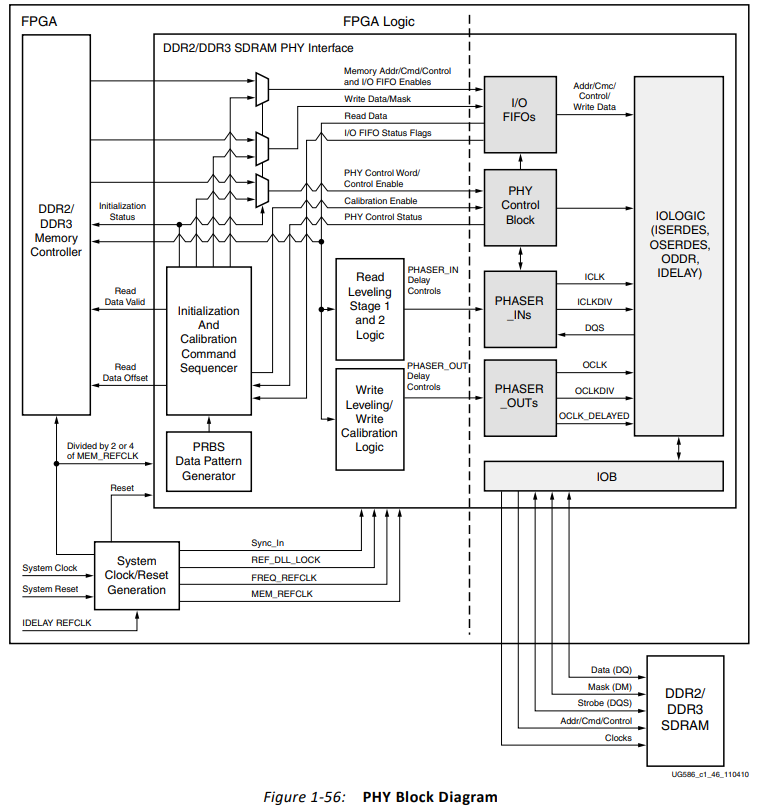 FPGA
FPGA Logic
DDR2/DDR3 SDRAM PHY Interface
Memory Addr/Cmd/Control
and I/O FIFO Enables
Write Data/Mask
Read Data
I/O FIFO Status Flags
PHY Control Word/
Control Enable
Calibration Enable
PHY Control Status
I/O
FIFOs
Addr/Cmc/
Control/
Write Data
PHY
Control
Block
IOLOGIC
(ISERDES,
OSERDES,
ODDR,
IDELAY)
DDR2/
DDR3
Memory
Controller
Initialization
Status
Read
Data Valid
Read
Data Offset
Initialization
And
Calibration
Command
Sequencer
Read
Leveling
Stage 1
and 2
Logic
PHASER_IN
Delay
Controls
PHASER
_INs
ICLK
ICLKDIV
DQS
Write
Leveling/
Write
Calibration
Logic
PHASER_OUT
Delay
Controls
PHASER
_OUTs
OCLK
OCLKDIV
OCLK_DELAYED
PRBS
Data Pattern
Generator
Divided by 2 or 4
of MEM_REFCLK
Reset
IOB
System
Clock/Reset
Generation
System Clock
System Reset
IDELAY REFCLK
Sync_In
REF_DLL_LOCK
FREQ_REFCLK
MEM_REFCLK
Data (DQ)
Mask (DM)
Strobe (DQS)
Addr/Cmd/Control
Clocks
DDR2/
DDR3
SDRAM
UG586_c1_46_110410
Figure 1-56: PHY Block Diagram